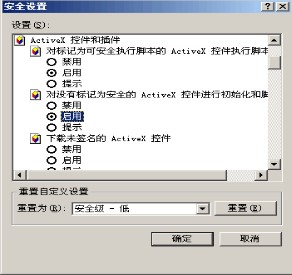 安全设置
设置(S):
ActiveX 控件和插件
对标记为可安全执行脚本的 ActiveX 控件执行脚本
禁用
启用
提示
对没有标记为安全的 ActiveX 控件进行初始化和脚
禁用
启用
提示
下载未签名的 ActiveX 控件
禁用
启用
提示
重置自定义设置
重置为(R): 安全级 - 低 重置(E)
确定 取消